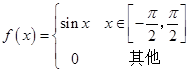 f(x) = { sin x   x ∈ [-π/2, π/2]
0   其他